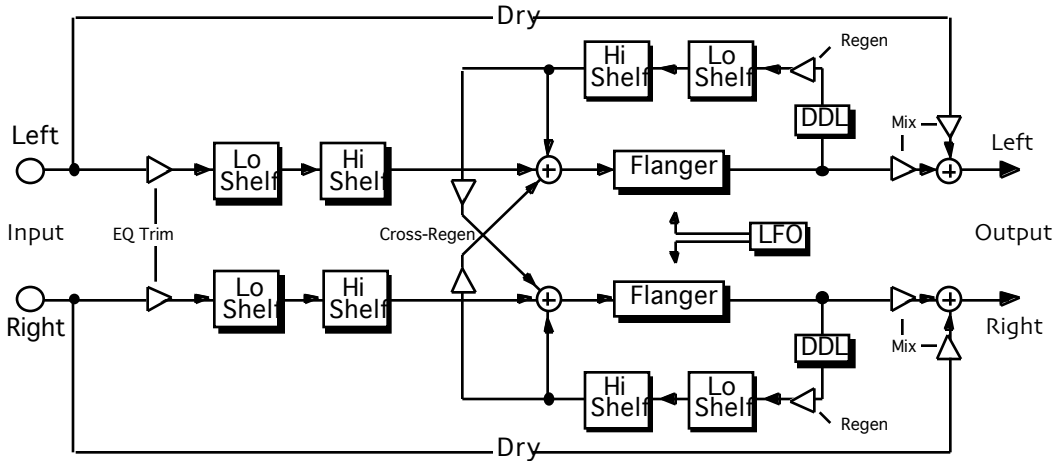 Dry
Regen
Hi
Shelf
Lo
Shelf
DDL
Mix
Left
Lo
Shelf
Hi
Shelf
+
Flanger
+
Left
Input
EQ Trim
Cross-Regen
LFO
Output
Lo
Shelf
Hi
Shelf
+
Flanger
+
Right
Right
DDL
Mix
Hi
Shelf
Lo
Shelf
Regen
Dry